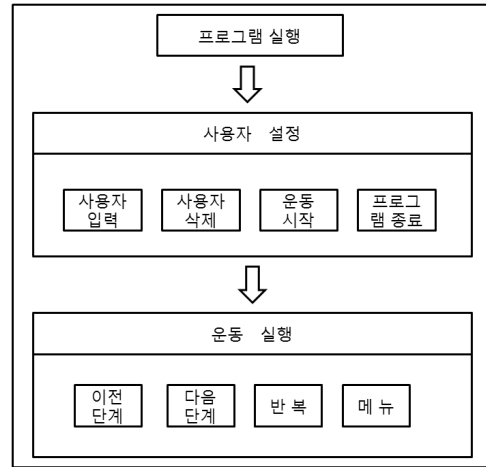 프로그램 실행
사용자 설정
사용자
입력
사용자
삭제
운동
시작
프로그
램 종료
운동 실행
이전
단계
다음
단계
반 복
메 뉴